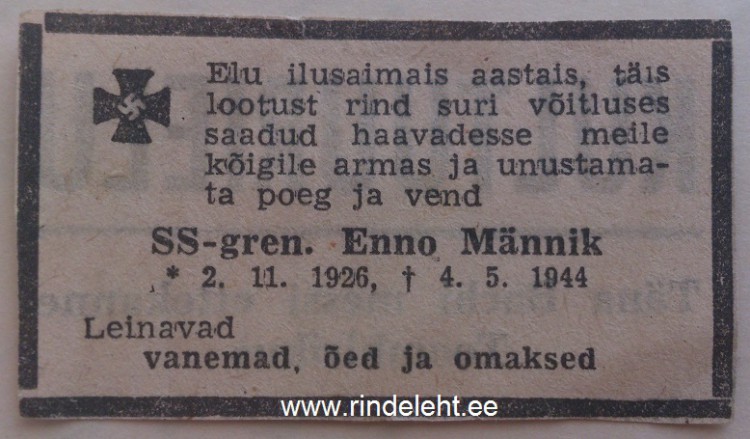 Elu ilusaimais aastais, täis
lootust rind suri võitluses
saadud haavadesse meile
kõigile armas ja unustama-
ta poeg ja vend
SS-gren. Enno Männik
* 2. 11. 1926, † 4. 5. 1944
Leinavad
vanemad, õed ja omaksed
www.rindeleht.ee